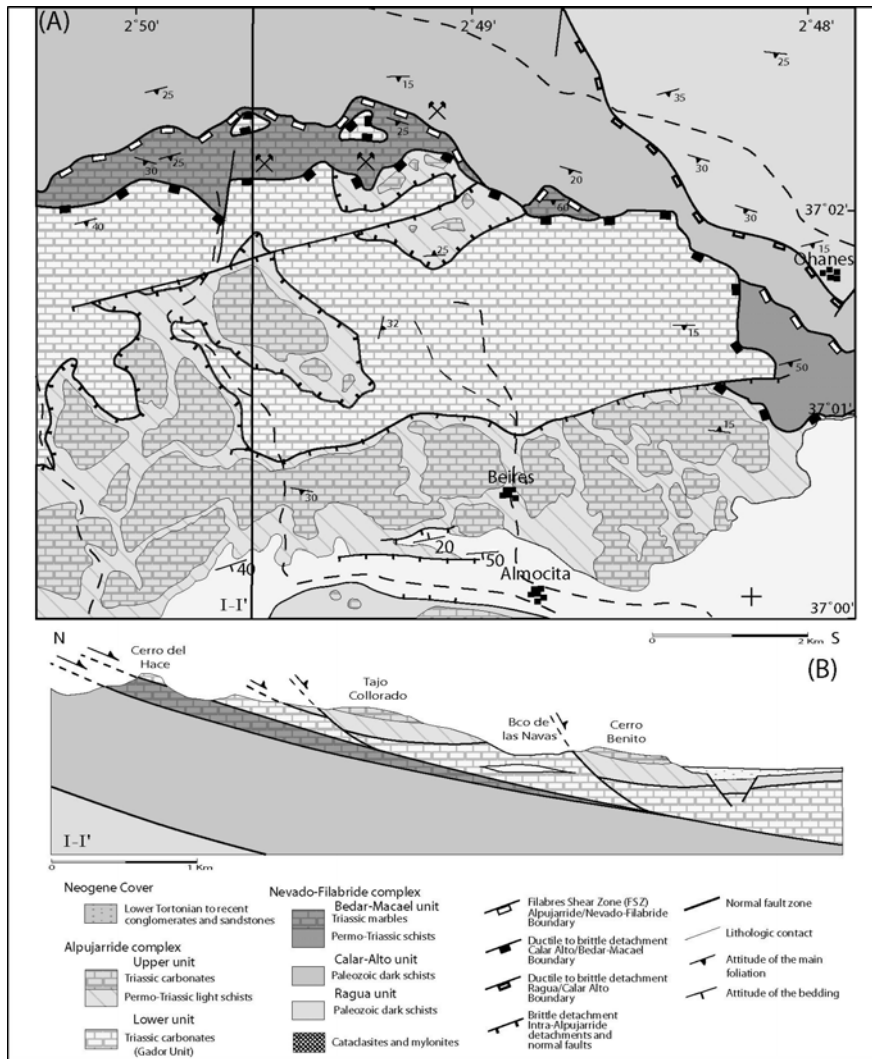 (A)
2°50'
2°49'
2°48'
25
15
25
35
25
25
30
25
20
30
60
37°02'
30
40
15
Ohanes
25
32
15
50
37°01'
15
Beires
30
20
50
40
Almocita
I-I'
37°00'
0
2 Km
N
S
(B)
Cerro del
Hace
Tajo
Collorado
Bco de
las Navas
Cerro
Benito
I-I'
0
1 Km
Neogene Cover
Lower Tortonian to recent
conglomerates and sandstones
Alpujarride complex
Upper unit
Triassic carbonates
Permo-Triassic light schists
Lower unit
Triassic carbonates
(Gador Unit)
Nevado-Filabride complex
Bedar-Macael unit
Triassic marbles
Permo-Triassic schists
Calar-Alto unit
Paleozoic dark schists
Ragua unit
Paleozoic dark schists
Cataclasites and mylonites
Filabres Shear Zone (FSZ)
Alpujarride/Nevado-Filabride
Boundary
Ductile to brittle detachment
Calar Alto/Bedar-Macael
Boundary
Ductile to brittle detachment
Ragua/Calar Alto
Boundary
Brittle detachment
Intra-Alpujarride
detachments and
normal faults
Normal fault zone
Lithologic contact
Attitude of the main
foliation
Attitude of the bedding